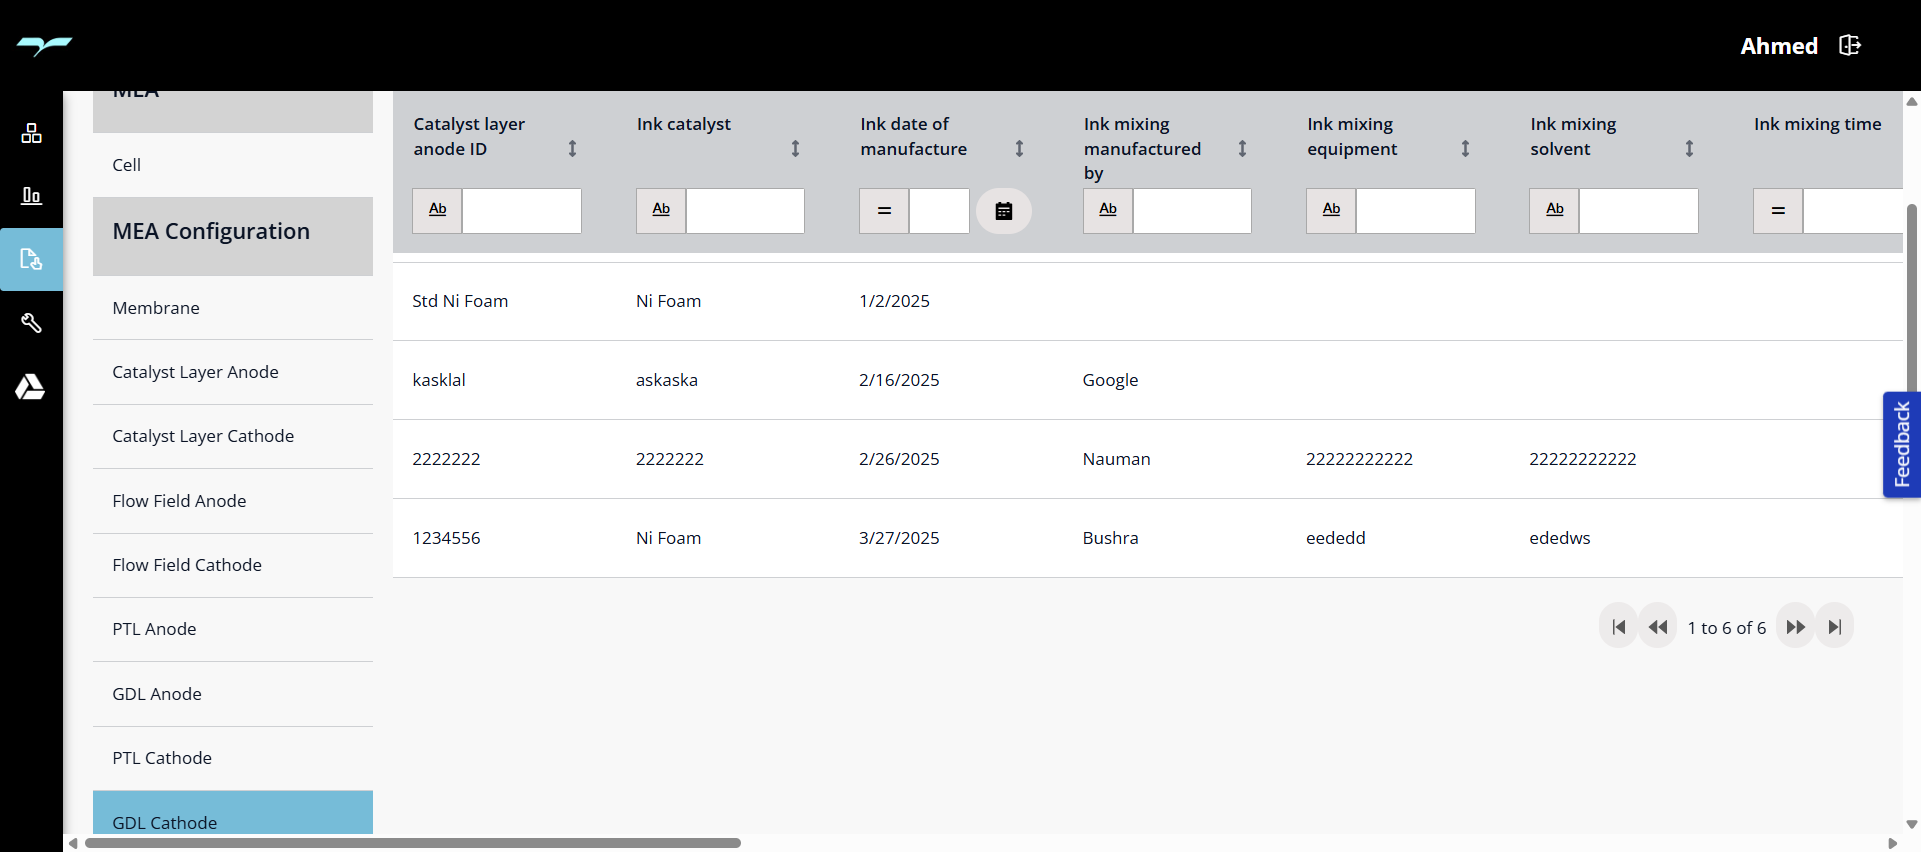 Ahmed
MEA
Cell
MEA Configuration
Membrane
Catalyst Layer Anode
Catalyst Layer Cathode
Flow Field Anode
Flow Field Cathode
PTL Anode
GDL Anode
PTL Cathode
GDL Cathode
Catalyst layer
anode ID
Ink catalyst
Ink date of
manufacture
Ink mixing
manufactured
by
Ink mixing
equipment
Ink mixing
solvent
Ink mixing time
Ab
Ab
=
Ab
Ab
Ab
=
Std Ni Foam Ni Foam 1/2/2025
kasklal askaska 2/16/2025 Google
2222222 2222222 2/26/2025 Nauman 22222222222 22222222222
1234556 Ni Foam 3/27/2025 Bushra eededd ededws
1 to 6 of 6
Feedback